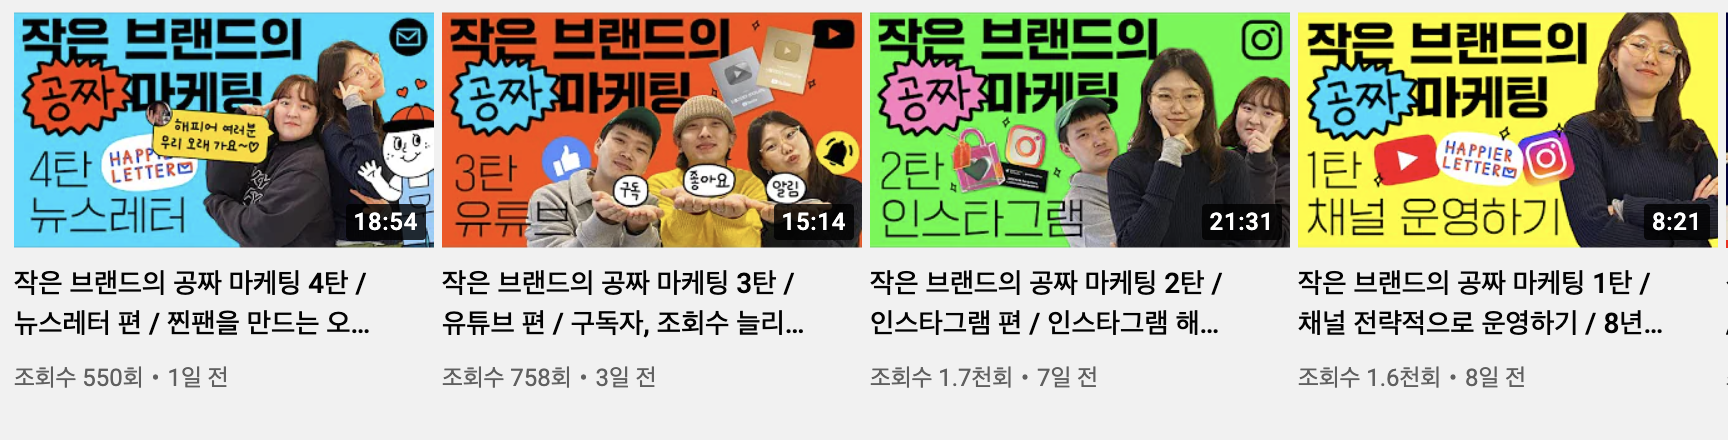 작은 브랜드의
공짜 마케팅
해피어 여러분
우리 오래 가요~♡
4탄
HAPPIER
LETTER
뉴스레터
18:54
작은 브랜드의 공짜 마케팅 4탄 /
뉴스레터 편 / 찐팬을 만드는 오...
조회수 550회 • 1일 전
작은 브랜드의
공짜 마케팅
3탄
구독
좋아요
알림
유튜브
15:14
작은 브랜드의 공짜 마케팅 3탄 /
유튜브 편 / 구독자, 조회수 늘리...
조회수 758회 • 3일 전
작은 브랜드의
공짜 마케팅
2탄
인스타그램
21:31
작은 브랜드의 공짜 마케팅 2탄 /
인스타그램 편 / 인스타그램 해...
조회수 1.7천회 • 7일 전
작은 브랜드의
공짜 마케팅
1탄
HAPPIER
LETTER
채널 운영하기
8:21
작은 브랜드의 공짜 마케팅 1탄 /
채널 전략적으로 운영하기 / 8년...
조회수 1.6천회 • 8일 전